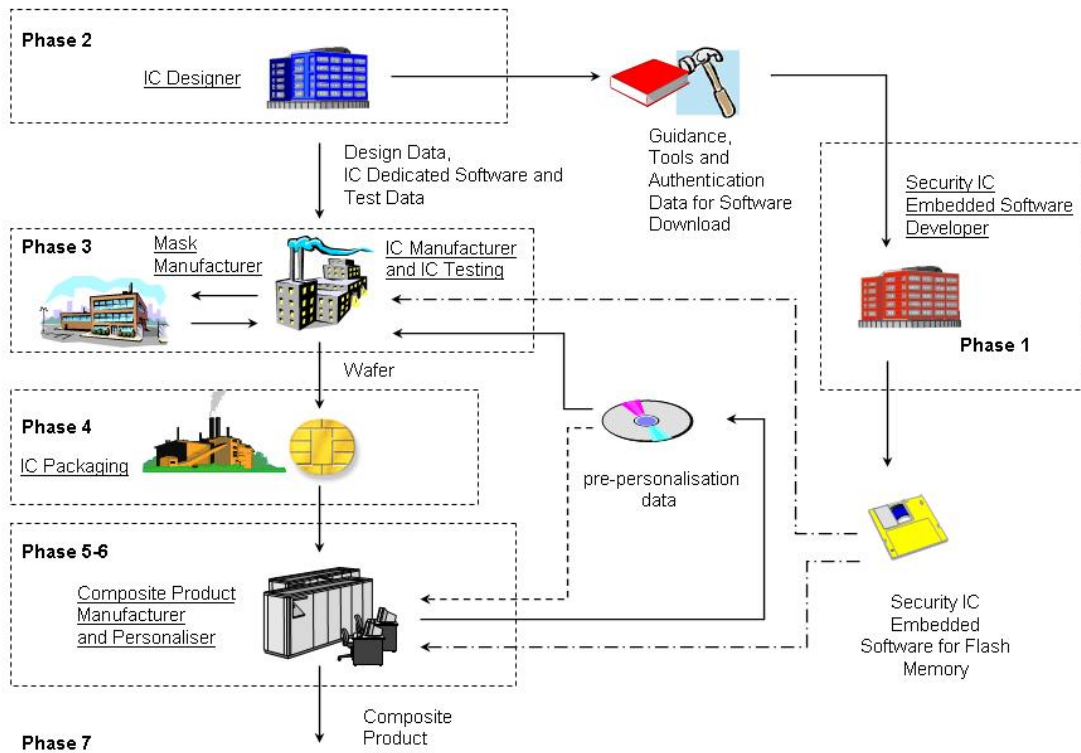 Phase 2
IC Designer
Guidance,
Tools and
Authentication
Data for Software
Download
Design Data,
IC Dedicated Software and
Test Data
Security IC
Embedded Software
Developer
Phase 1
Phase 3
Mask
Manufacturer
IC Manufacturer
and IC Testing
Wafer
Phase 4
IC Packaging
pre-personalisation
data
Phase 5-6
Composite Product
Manufacturer
and Personaliser
Security IC
Embedded
Software for Flash
Memory
Composite
Product
Phase 7